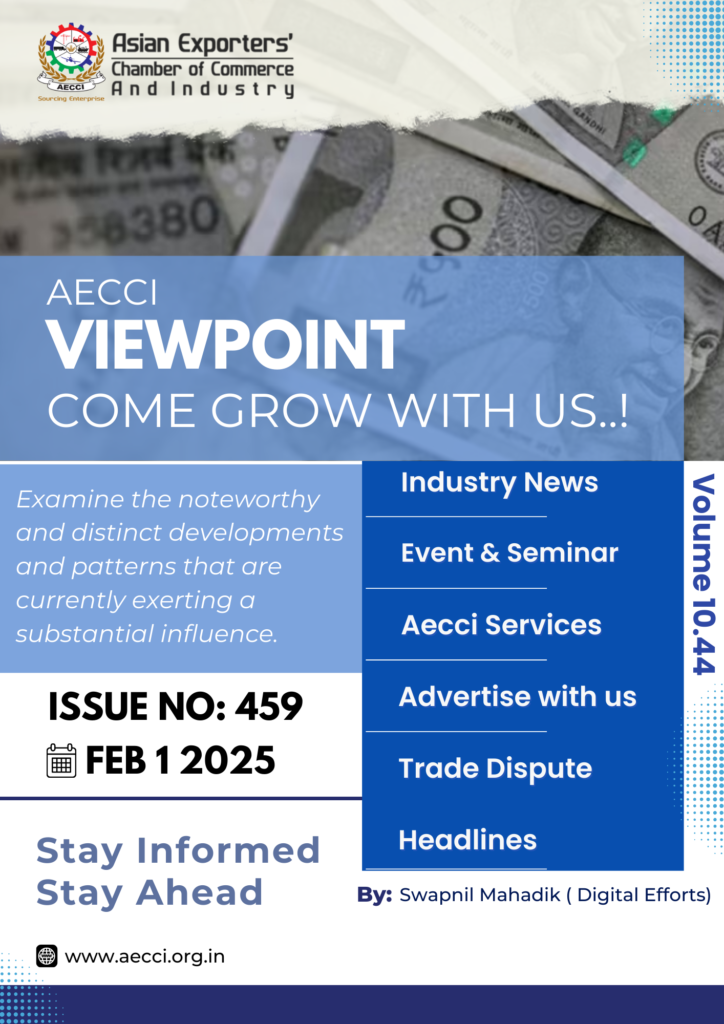 AECCI
Sourcing Enterprise
Asian Exporters'
Chamber of Commerce
And Industry
358380
₹500
GANDHI
AECCI
VIEWPOINT
COME GROW WITH US..!
Examine the noteworthy
and distinct developments
and patterns that are
currently exerting a
substantial influence.
Industry News
Event & Seminar
Aecci Services
Advertise with us
Trade Dispute
Headlines
Volume 10.44
ISSUE NO: 459
FEB 1 2025
Stay Informed
Stay Ahead
By: Swapnil Mahadik ( Digital Efforts)
www.aecci.org.in